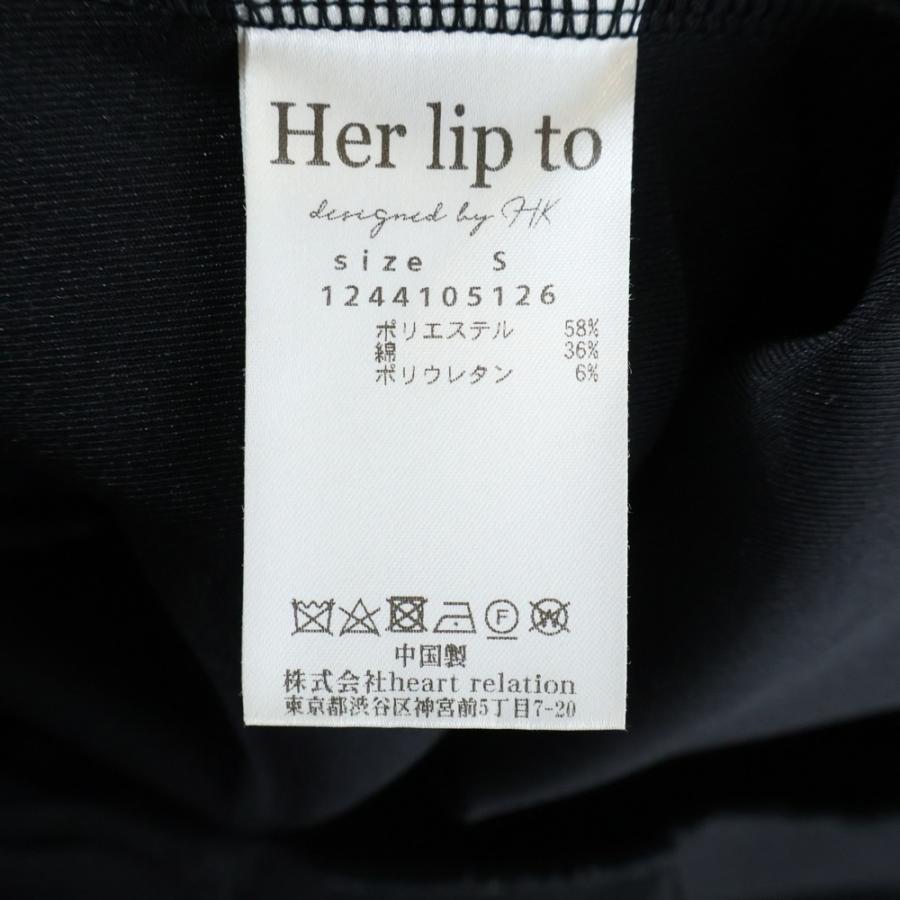 Her lip to
designed by HK
size S
1244105126
ポリエステル 58%
綿 36%
ポリウレタン 6%
F W
中国製
株式会社heart relation
東京都渋谷区神宮前5丁目7-20